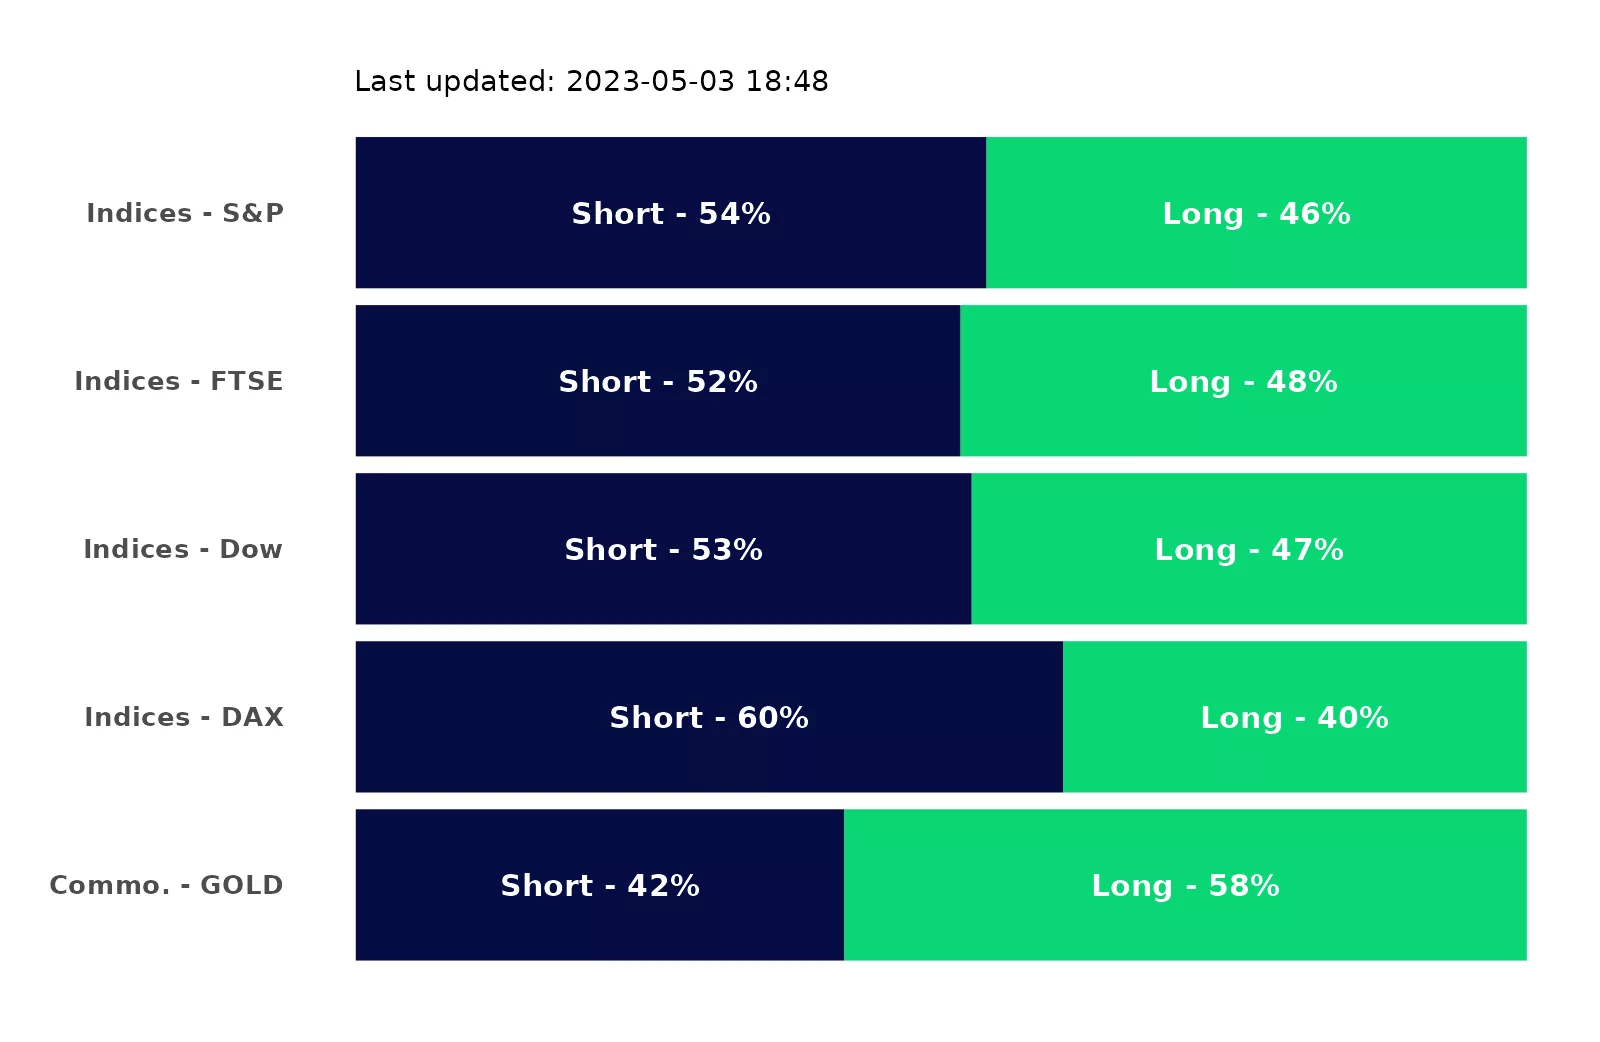 Last updated: 2023-05-03 18:48
Indices - S&P Short - 54% Long - 46%
Indices - FTSE Short - 52% Long - 48%
Indices - Dow Short - 53% Long - 47%
Indices - DAX Short - 60% Long - 40%
Commo. - GOLD Short - 42% Long - 58%